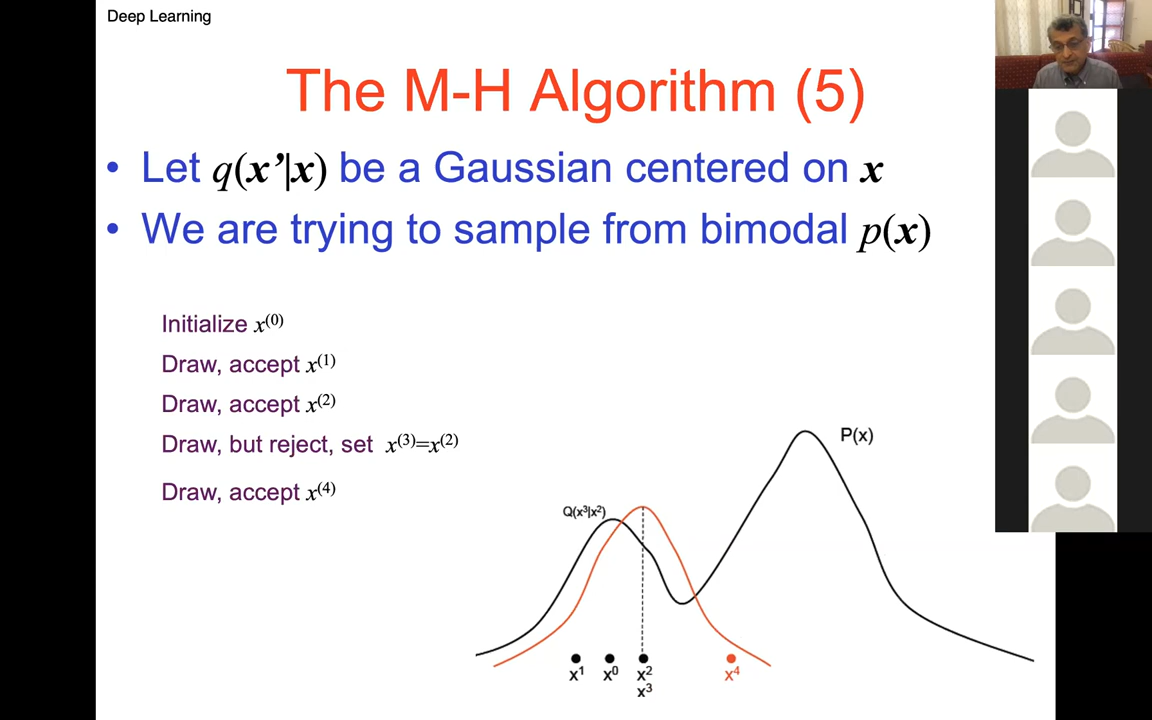 Deep Learning
The M-H Algorithm (5)
• Let q(x’|x) be a Gaussian centered on x
• We are trying to sample from bimodal p(x)
Initialize x⁽⁰⁾
Draw, accept x⁽¹⁾
Draw, accept x⁽²⁾
Draw, but reject, set x⁽³⁾=x⁽²⁾
Draw, accept x⁽⁴⁾
P(x)
Q(x³|x²)
x¹ x⁰ x² x⁴
x³